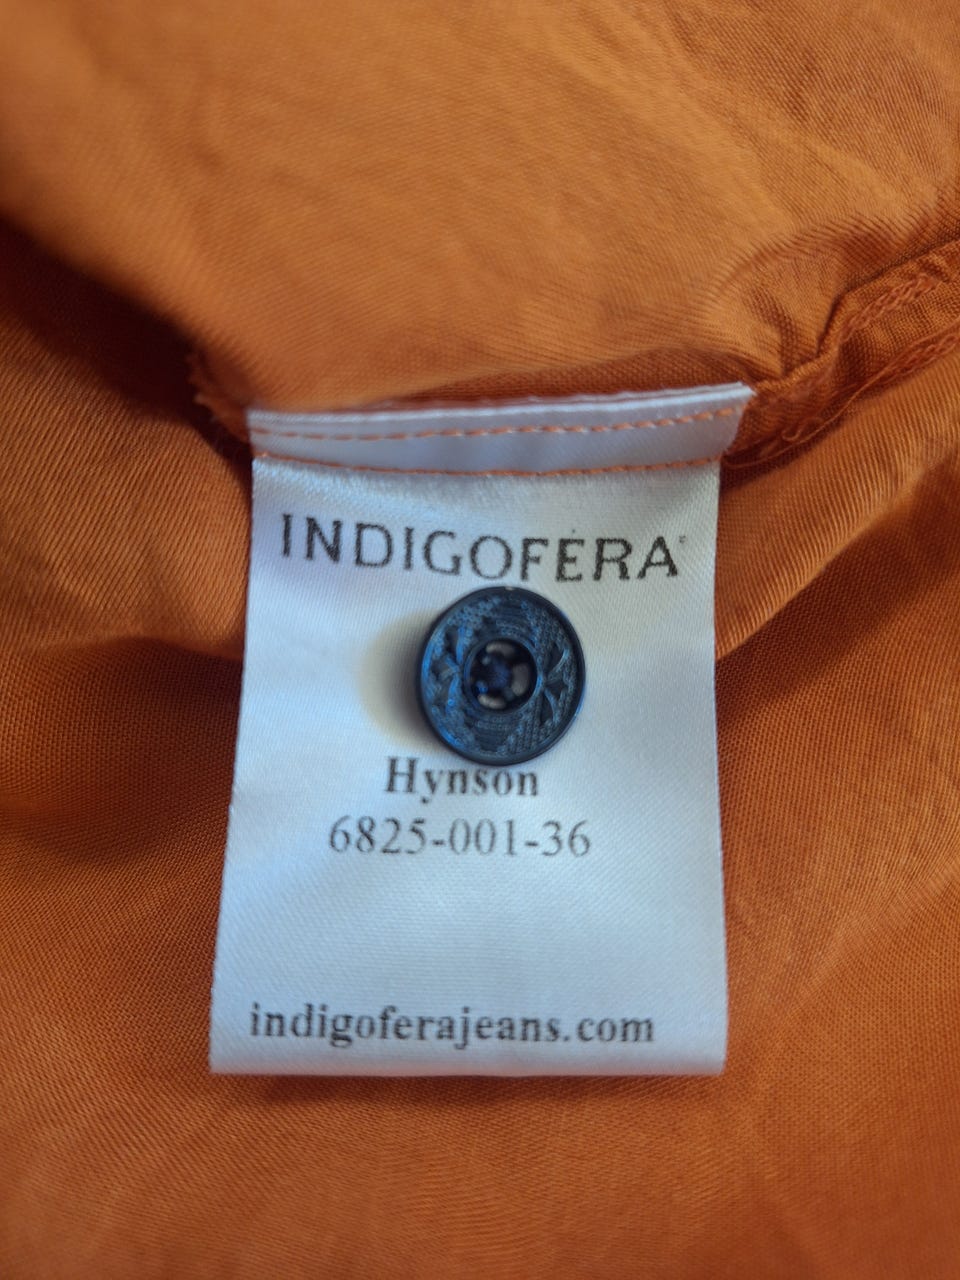 INDIGOFERA
Hynson
6825-001-36
indigoferajeans.com